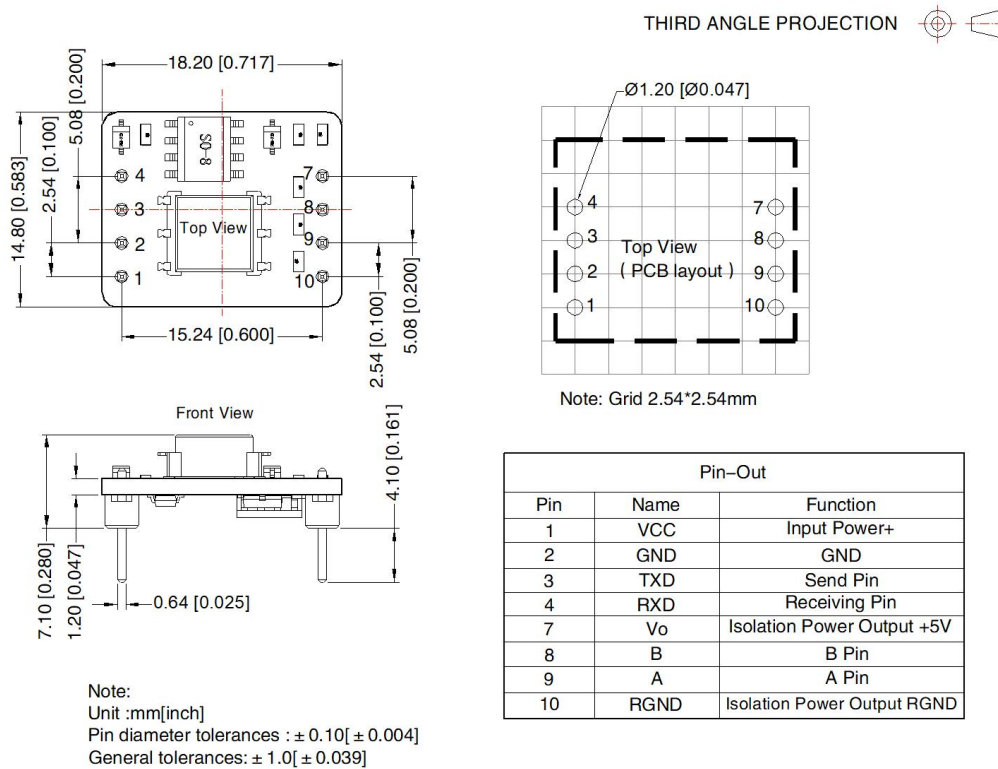 THIRD ANGLE PROJECTION
18.20 [0.717]
5.08 [0.200]
2.54 [0.100]
14.80 [0.583]
SO-8
4
3
2
1
7
8
9
10
Top View
15.24 [0.600]
2.54 [0.100]
5.08 [0.200]
Ø1.20 [Ø0.047]
4
3
2
1
7
8
9
10
Top View
( PCB layout )
Note: Grid 2.54*2.54mm
Front View
4.10 [0.161]
7.10 [0.280]
1.20 [0.047]
0.64 [0.025]
Pin-Out
Pin Name Function
1 VCC Input Power+
2 GND GND
3 TXD Send Pin
4 RXD Receiving Pin
7 Vo Isolation Power Output +5V
8 B B Pin
9 A A Pin
10 RGND Isolation Power Output RGND
Note:
Unit :mm[inch]
Pin diameter tolerances : ± 0.10[ ± 0.004]
General tolerances: ± 1.0[ ± 0.039]